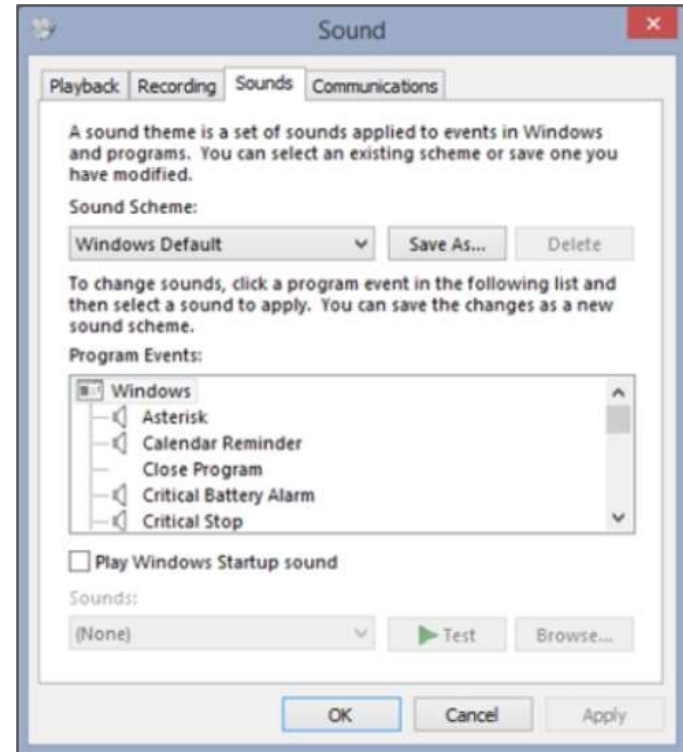 Sound
Playback Recording Sounds Communications
A sound theme is a set of sounds applied to events in Windows
and programs. You can select an existing scheme or save one you
have modified.
Sound Scheme:
Windows Default Save As... Delete
To change sounds, click a program event in the following list and
then select a sound to apply. You can save the changes as a new
sound scheme.
Program Events:
Windows
Asterisk
Calendar Reminder
Close Program
Critical Battery Alarm
Critical Stop
Play Windows Startup sound
Sounds:
(None) Test Browse...
OK Cancel Apply